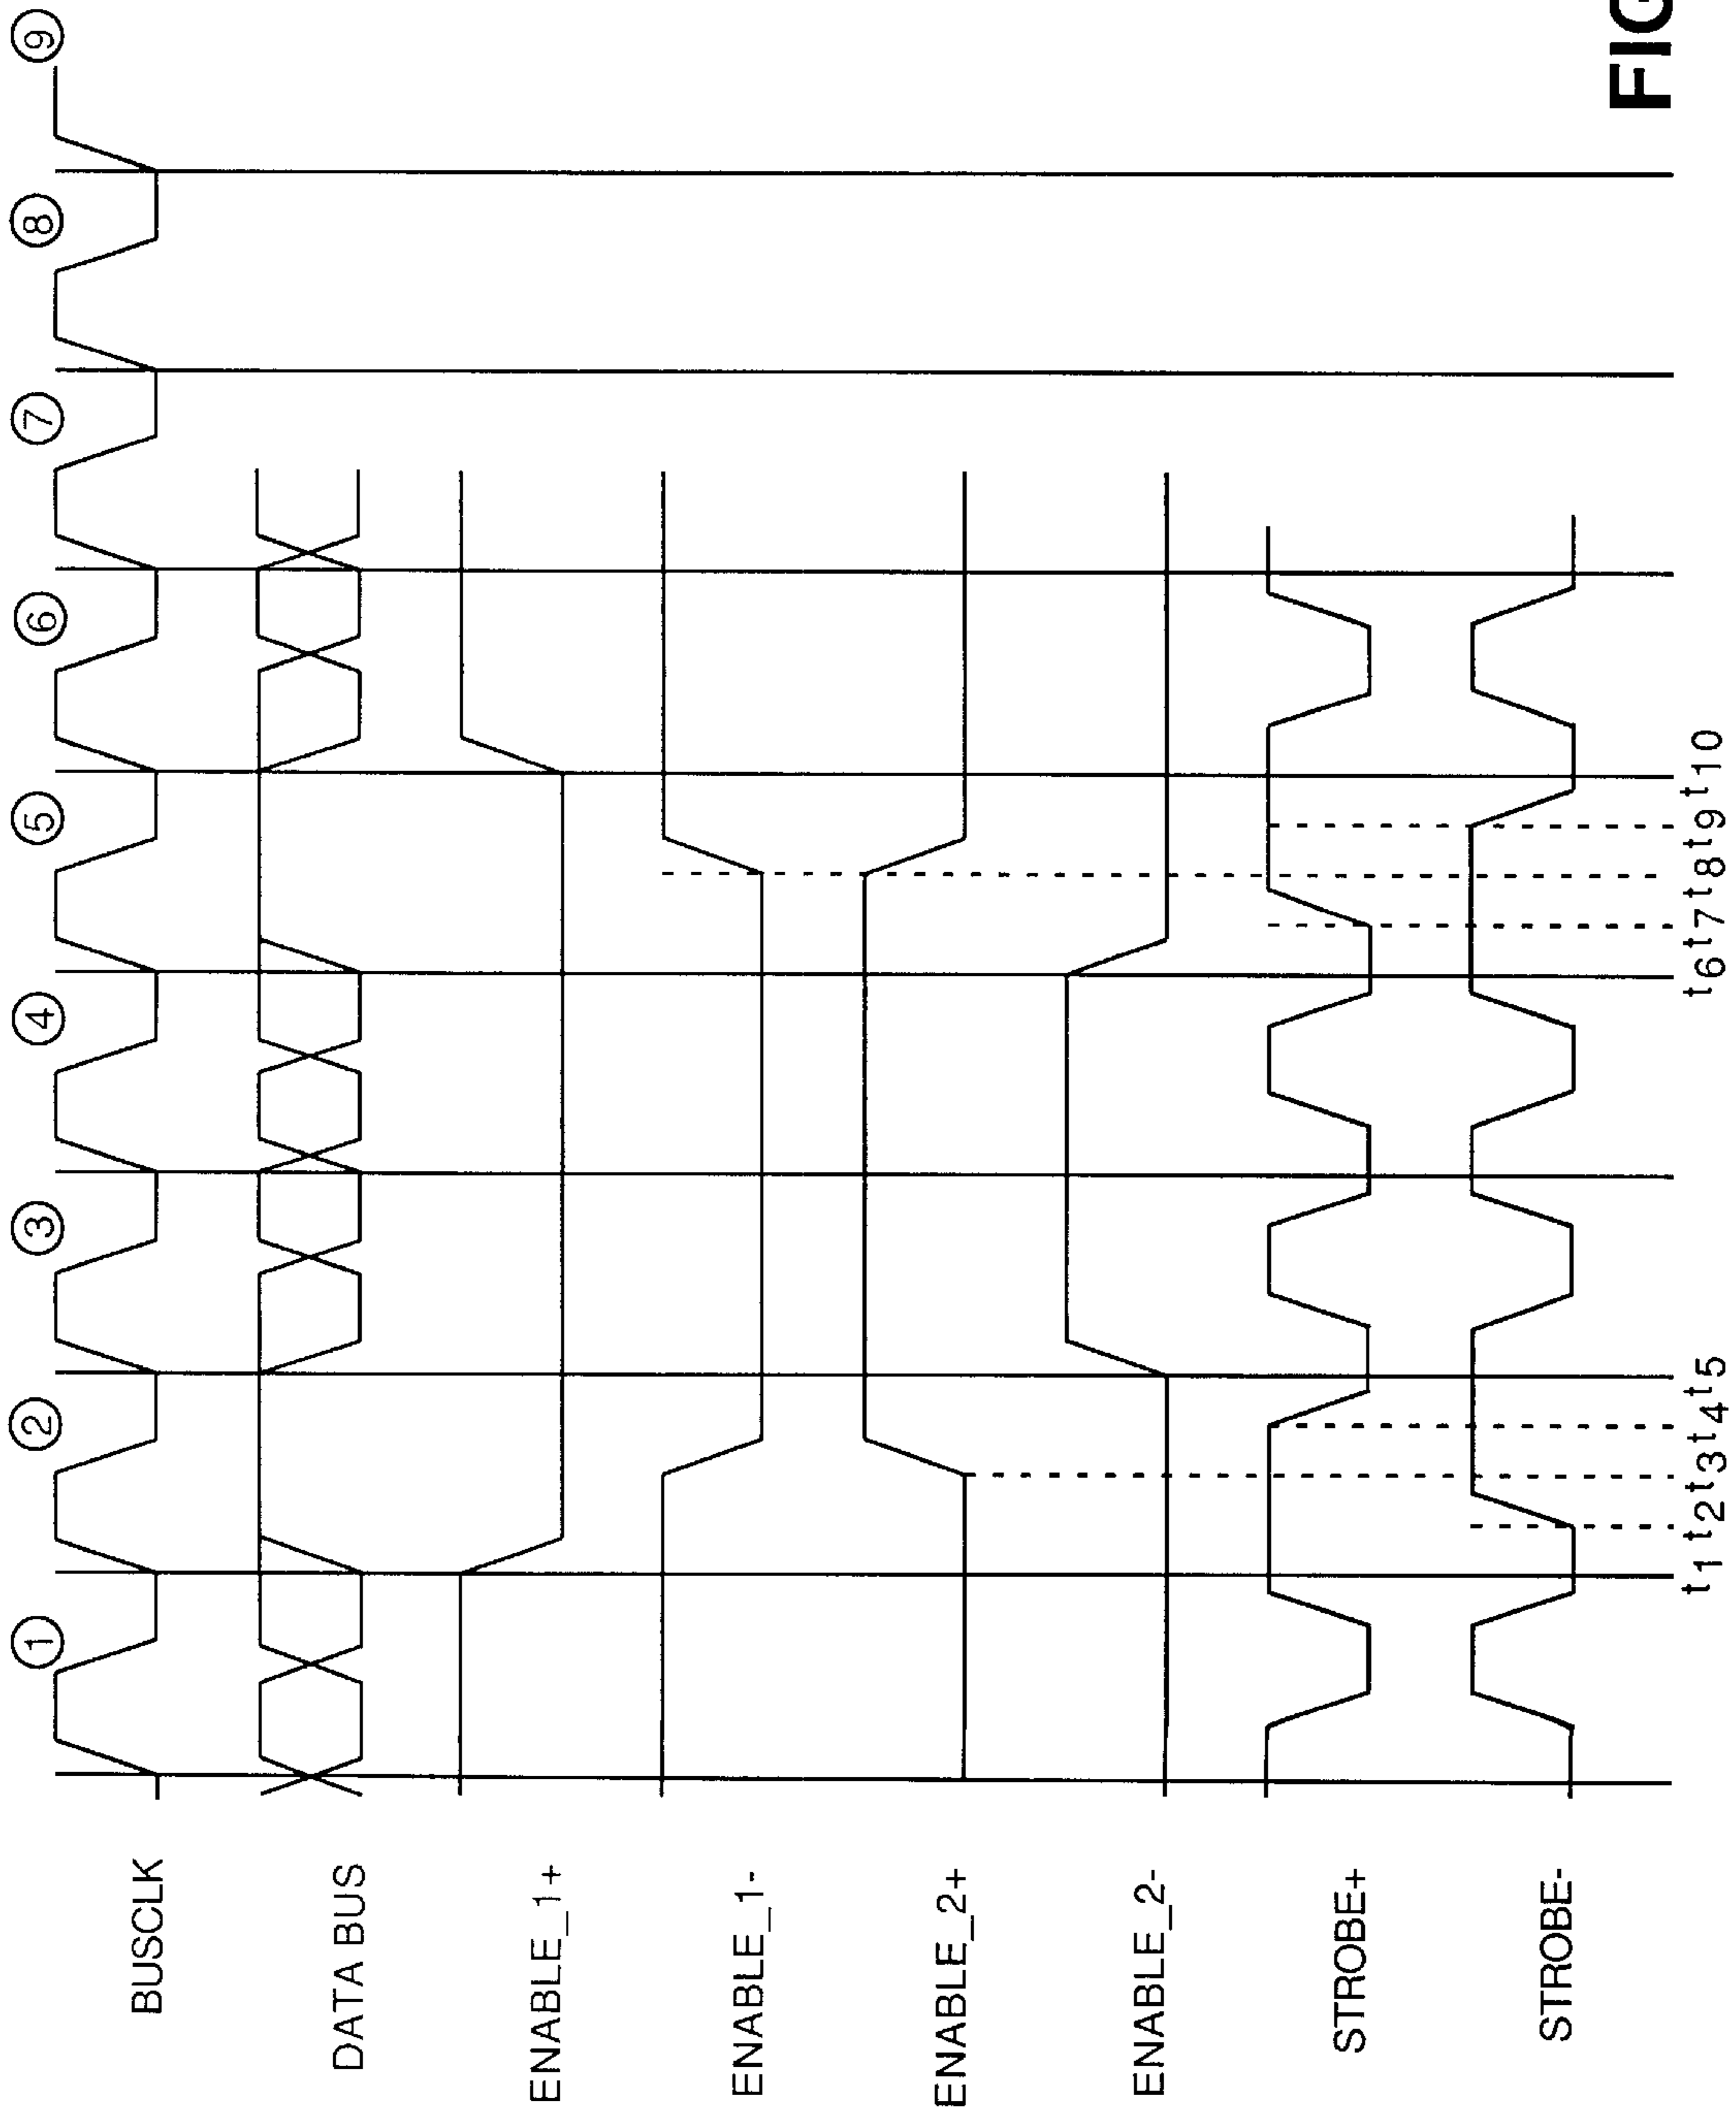 ① ② ③ ④ ⑤ ⑥ ⑦ ⑧ ⑨
BUSCLK
DATA BUS
ENABLE_1+
ENABLE_1-
ENABLE_2+
ENABLE_2-
STROBE+
STROBE-
t1 t2 t3 t4 t5 t6 t7 t8 t9 t10
FIG